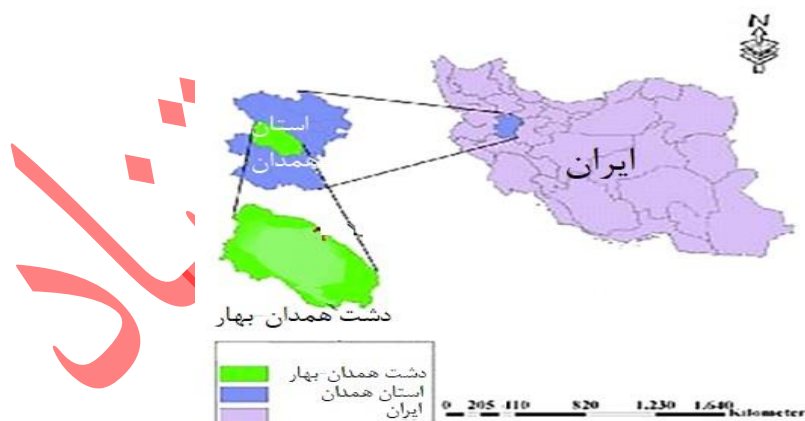 N
استان
همدان
ایران
دشت همدان-بهار
دشت همدان-بهار
استان همدان
ایران
0 205 410 820 1,230 1,640
Kilometer